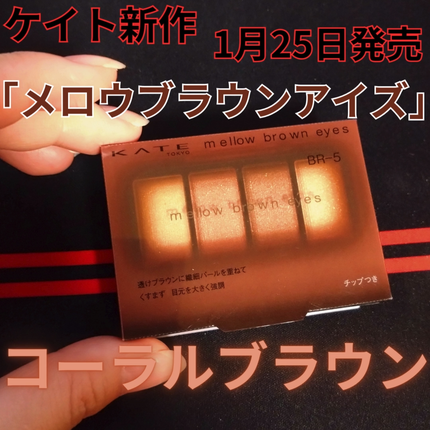 ケイト新作
1月25日発売
「メロウブラウンアイズ」
KATE
TOKYO
mellow brown eyes
BR-5
mellow brown eyes
透けブラウンに繊細パールを重ねて
くすまず 目元を大きく強調
チップつき
コーラルブラウン